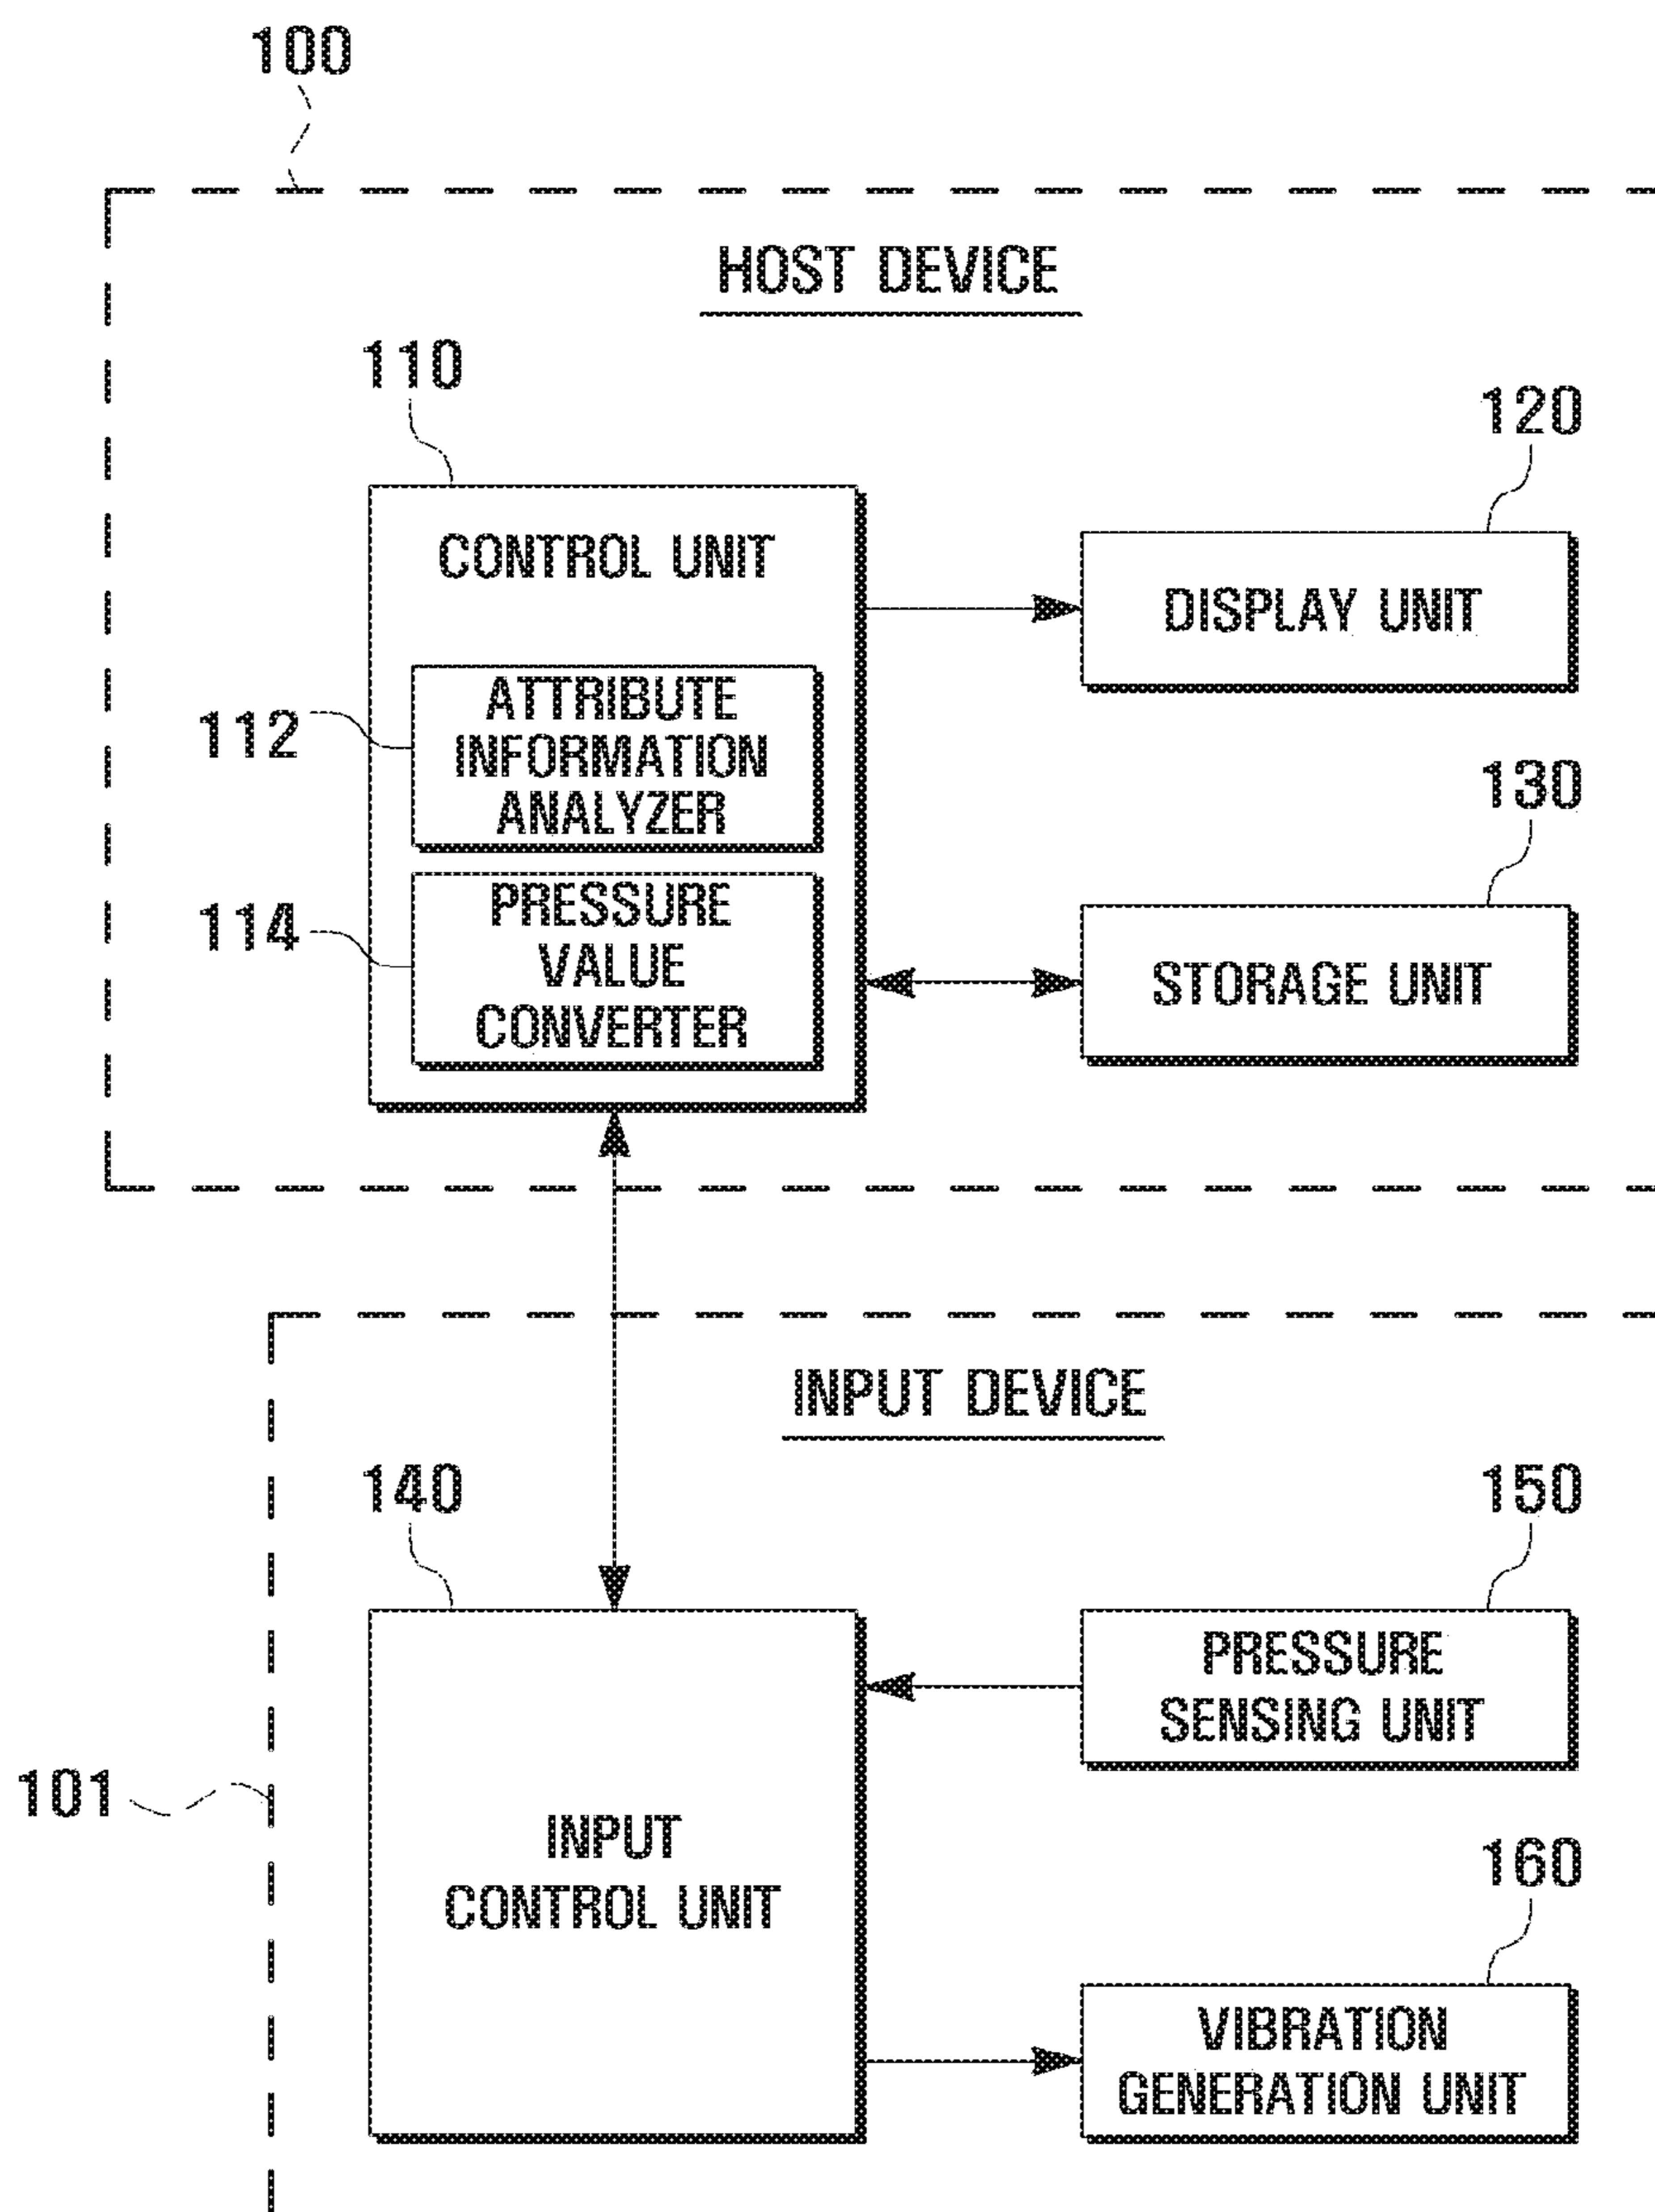 100
HOST DEVICE
110
120
CONTROL UNIT
DISPLAY UNIT
112
ATTRIBUTE
INFORMATION
ANALYZER
130
114
PRESSURE
VALUE
CONVERTER
STORAGE UNIT
INPUT DEVICE
140
150
PRESSURE
SENSING UNIT
101
INPUT
CONTROL UNIT
160
VIBRATION
GENERATION UNIT